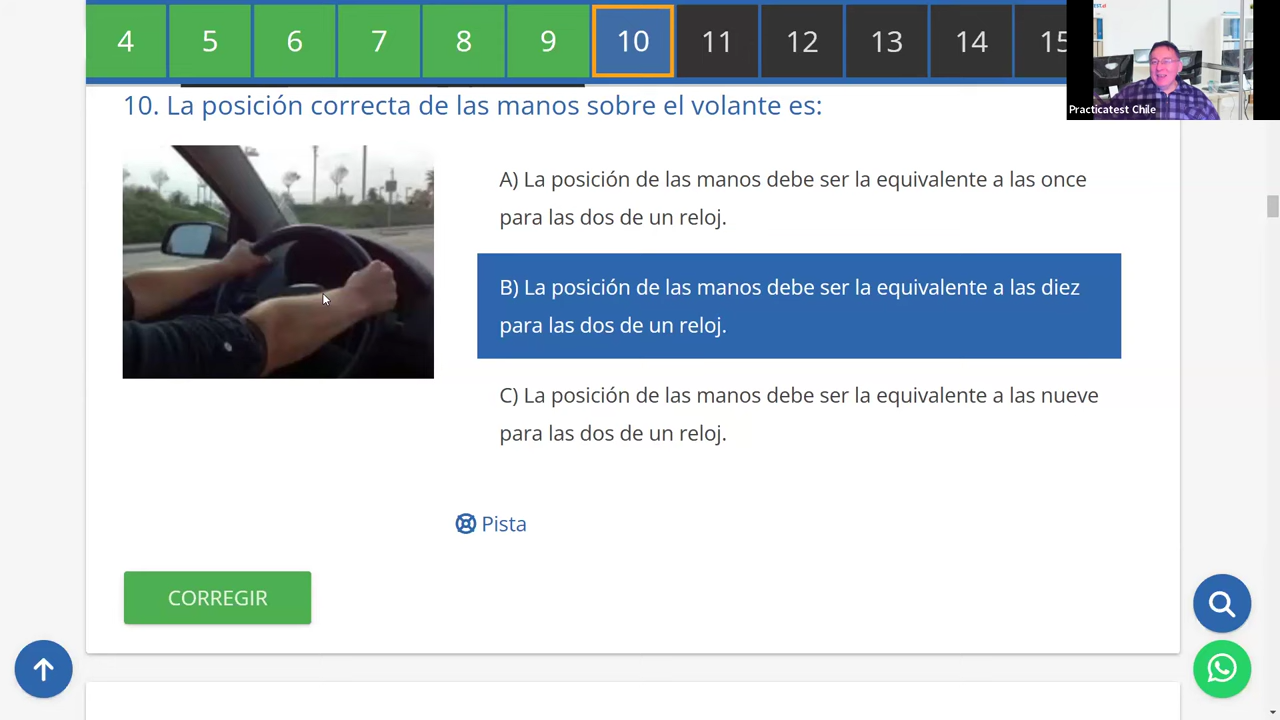 4
5
6
7
8
9
10
11
12
13
14
15
Practicatest Chile
10. La posición correcta de las manos sobre el volante es:
A) La posición de las manos debe ser la equivalente a las once
para las dos de un reloj.
B) La posición de las manos debe ser la equivalente a las diez
para las dos de un reloj.
C) La posición de las manos debe ser la equivalente a las nueve
para las dos de un reloj.
Pista
CORREGIR